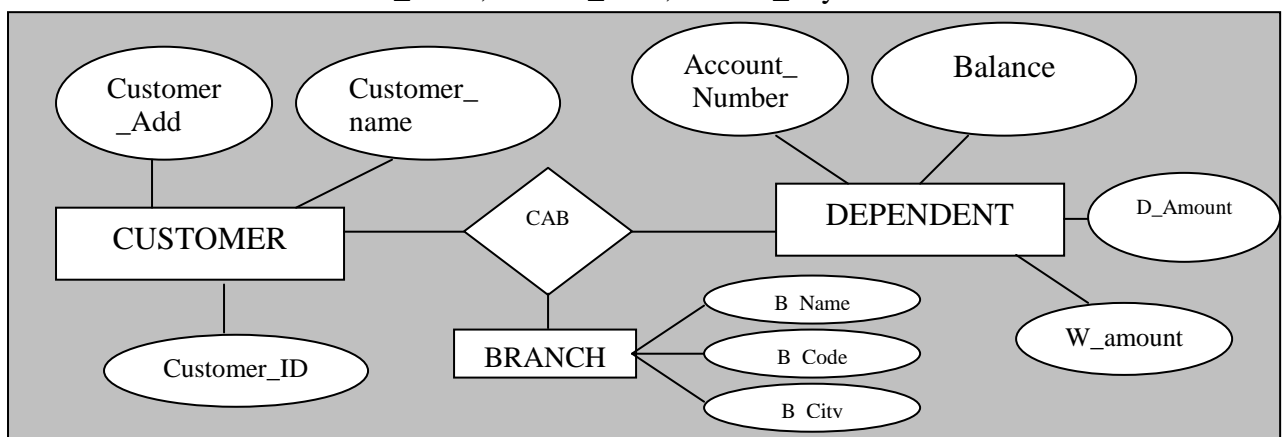 Customer
_Add
Customer_
name
Account_
Number
Balance
CUSTOMER
CAB
DEPENDENT
D_Amount
B Name
BRANCH
B Code
W_amount
Customer_ID
B City